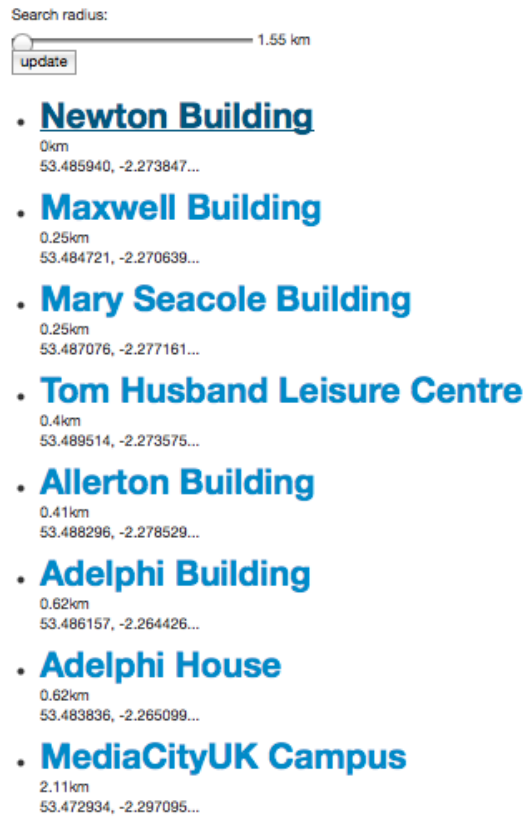 Search radius:
1.55 km
update
Newton Building
0km
53.485940, -2.273847...
Maxwell Building
0.25km
53.484721, -2.270639...
Mary Seacole Building
0.25km
53.487076, -2.277161...
Tom Husband Leisure Centre
0.4km
53.489514, -2.273575...
Allerton Building
0.41km
53.488296, -2.278529...
Adelphi Building
0.62km
53.486157, -2.264426...
Adelphi House
0.62km
53.483836, -2.265099...
MediaCityUK Campus
2.11km
53.472934, -2.297095...